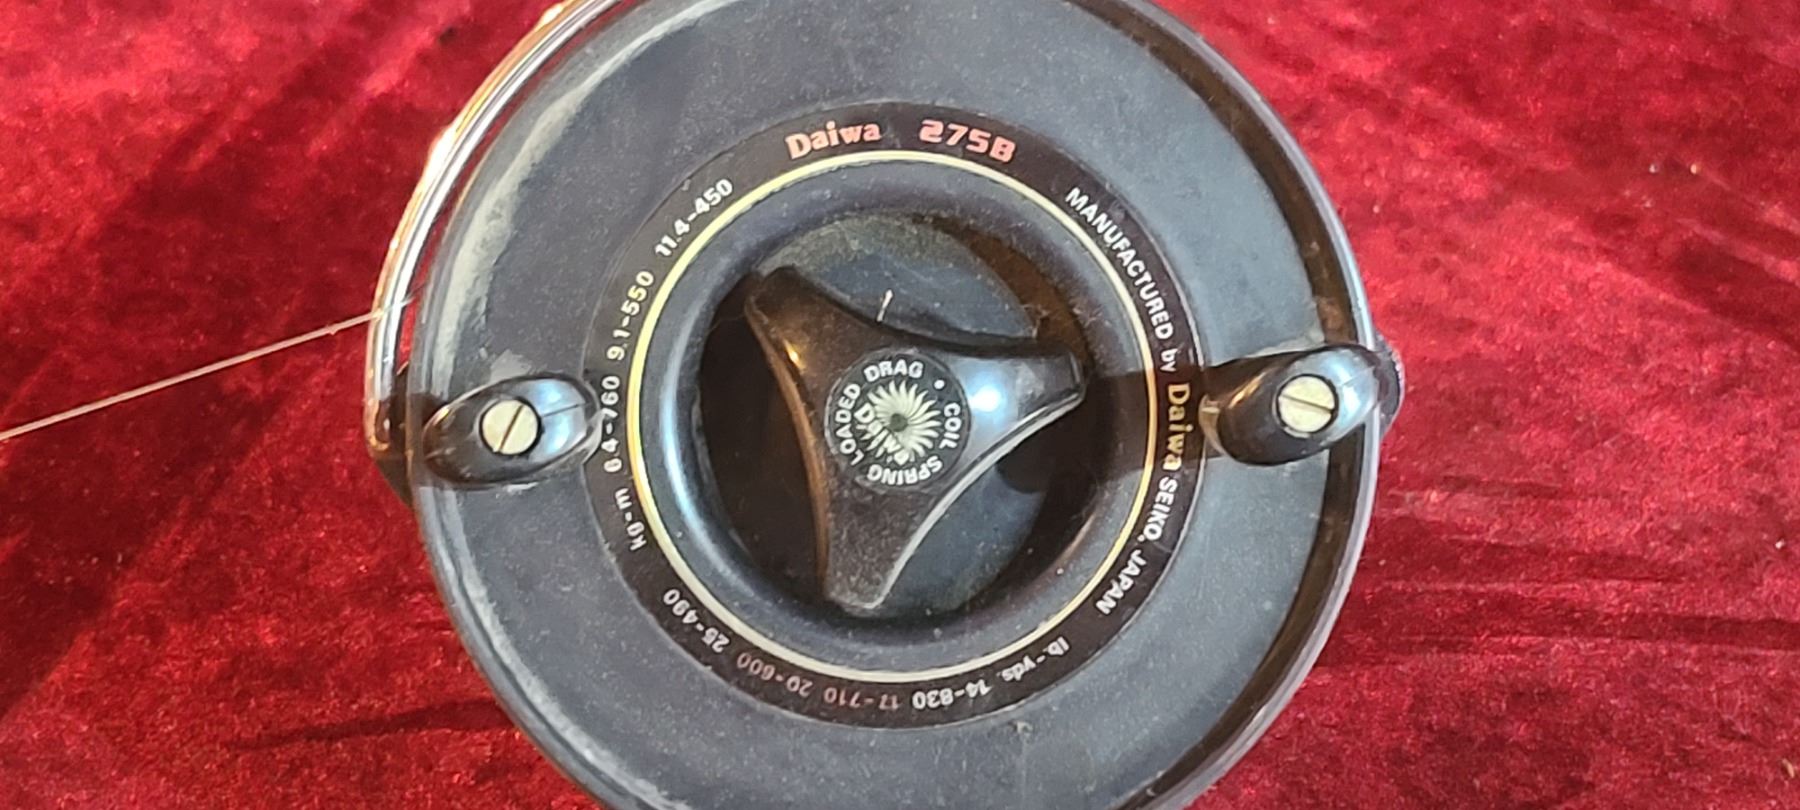 Daiwa 275B
MANUFACTURED by Daiwa SEIKO, JAPAN
lb.-yds. 14-830 17-710 20-600 25-490
kg-m 6.4-760 9.1-550 11.4-450
COIL SPRING LOADED DRAG •